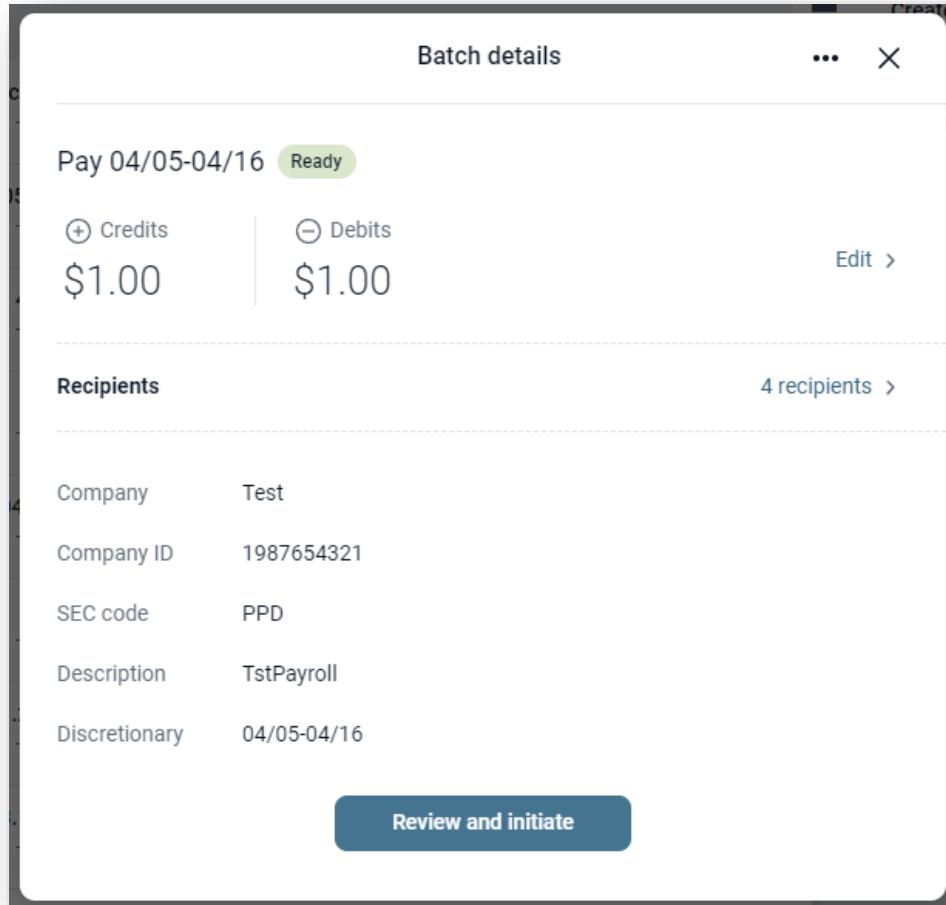 Batch details
Pay 04/05-04/16 Ready
Credits Debits
$1.00 $1.00
Edit
Recipients 4 recipients
Company Test
Company ID 1987654321
SEC code PPD
Description TstPayroll
Discretionary 04/05-04/16
Review and initiate